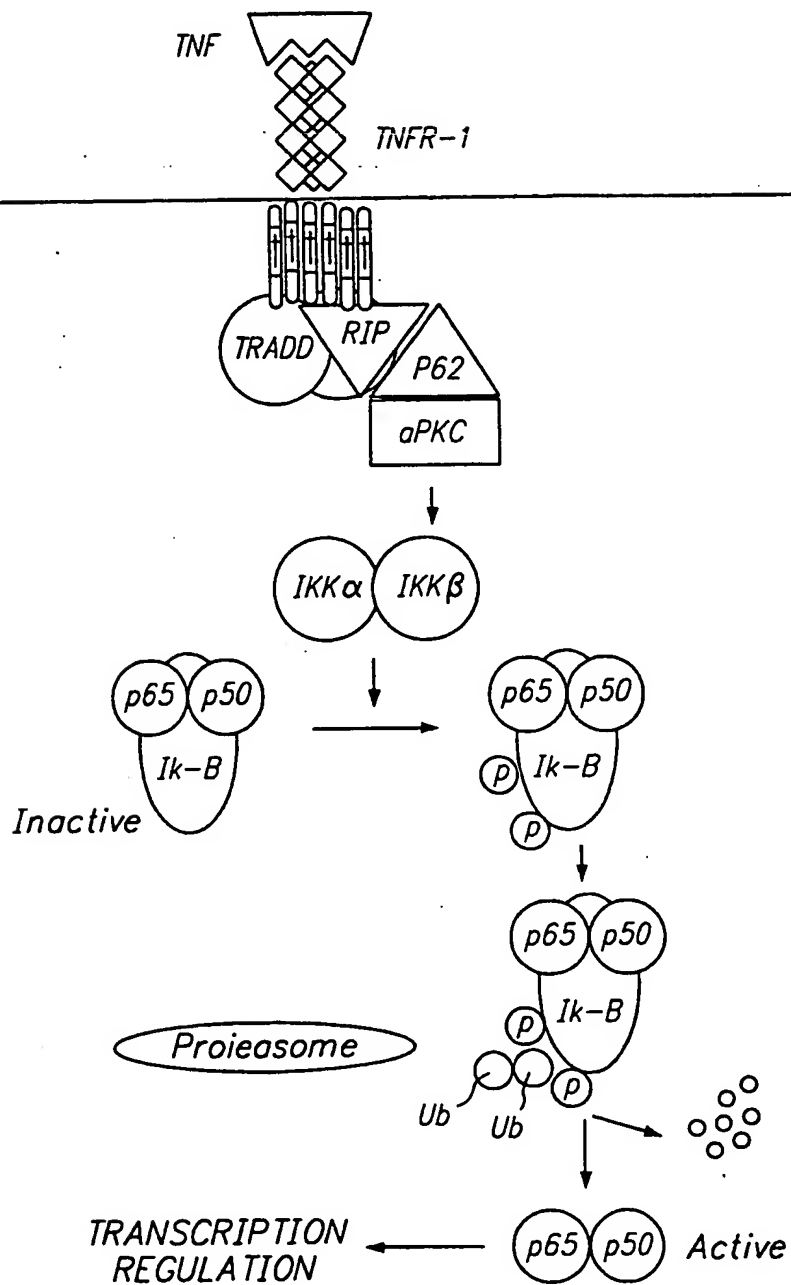 TNF
TNFR-1
TRADD
RIP
P62
aPKC
IKKα
IKKβ
p65
p50
Ik-B
Inactive
p65
p50
Ik-B
p
p
p65
p50
Ik-B
p
p
Proieasome
Ub
Ub
TRANSCRIPTION
REGULATION
p65
p50
Active